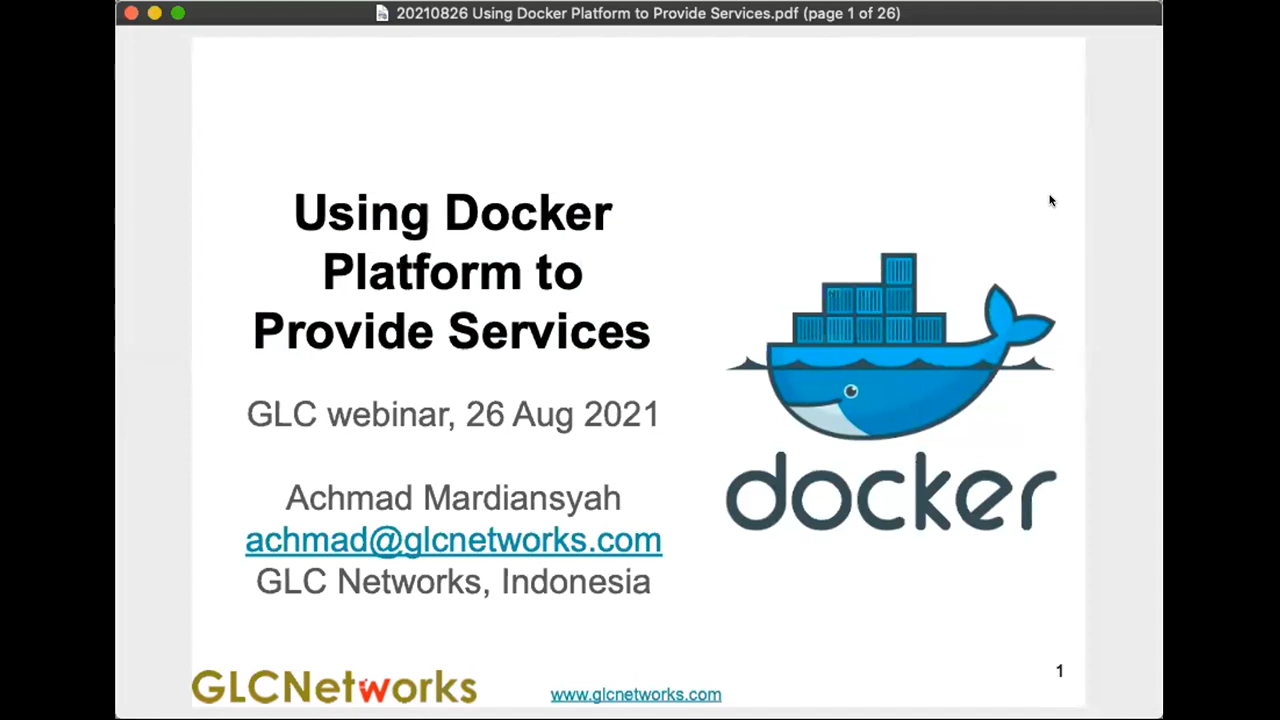 20210826 Using Docker Platform to Provide Services.pdf (page 1 of 26)
Using Docker
Platform to
Provide Services
GLC webinar, 26 Aug 2021
Achmad Mardiansyah
achmad@glcnetworks.com
GLC Networks, Indonesia
docker
GLCNetworks
www.glcnetworks.com
1